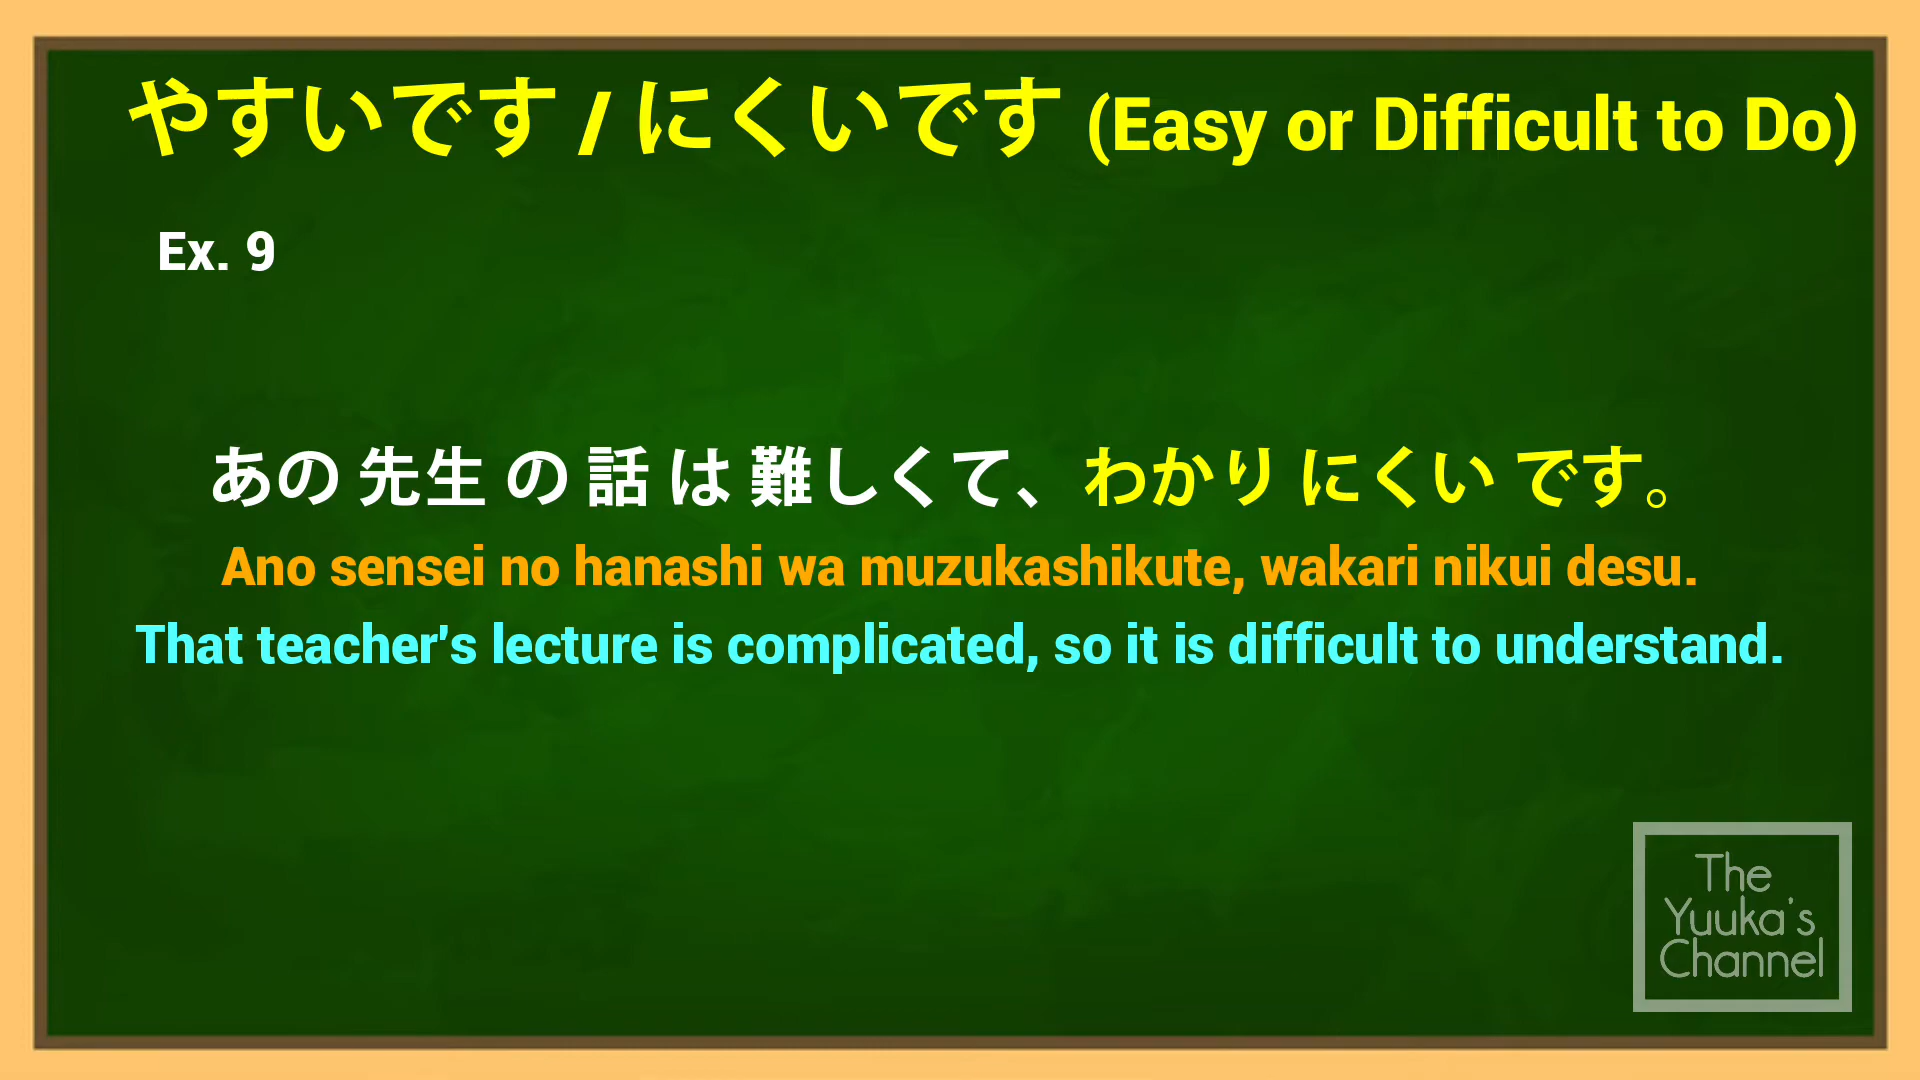 やすいです / にくいです (Easy or Difficult to Do)
Ex. 9
あの 先生 の 話 は 難しくて、わかり にくい です。
Ano sensei no hanashi wa muzukashikute, wakari nikui desu.
That teacher's lecture is complicated, so it is difficult to understand.
The
Yuuka's
Channel